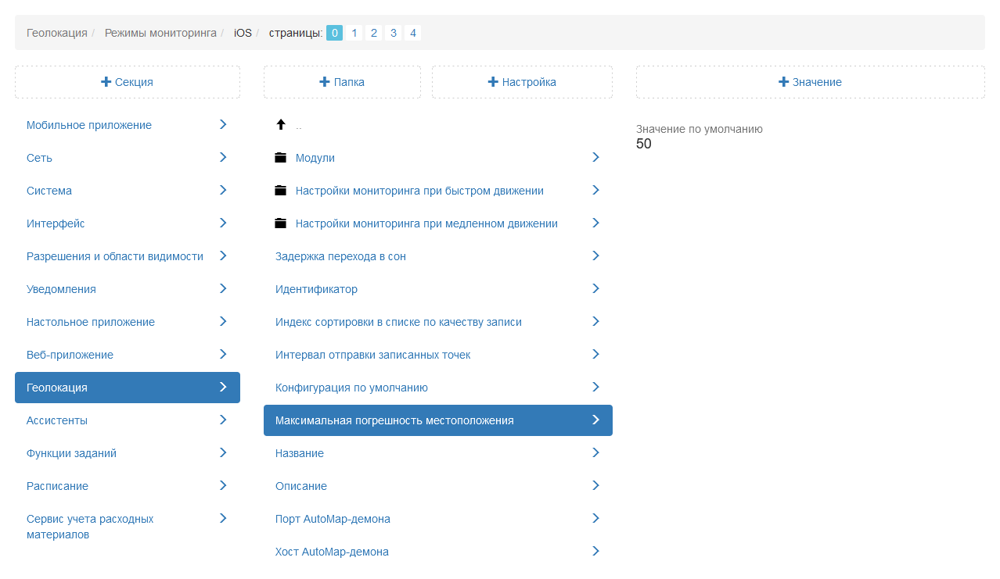 Геолокация / Режимы мониторинга / iOS / страницы: 0 1 2 3 4
Секция
Папка
Настройка
Значение
Мобильное приложение
Сеть
Система
Интерфейс
Разрешения и области видимости
Уведомления
Настольное приложение
Веб-приложение
Геолокация
Ассистенты
Функции заданий
Расписание
Сервис учета расходных
материалов
..
Модули
Настройки мониторинга при быстром движении
Настройки мониторинга при медленном движении
Задержка перехода в сон
Идентификатор
Индекс сортировки в списке по качеству записи
Интервал отправки записанных точек
Конфигурация по умолчанию
Максимальная погрешность местоположения
Название
Описание
Порт AutoMap-демона
Хост AutoMap-демона
Значение по умолчанию
50